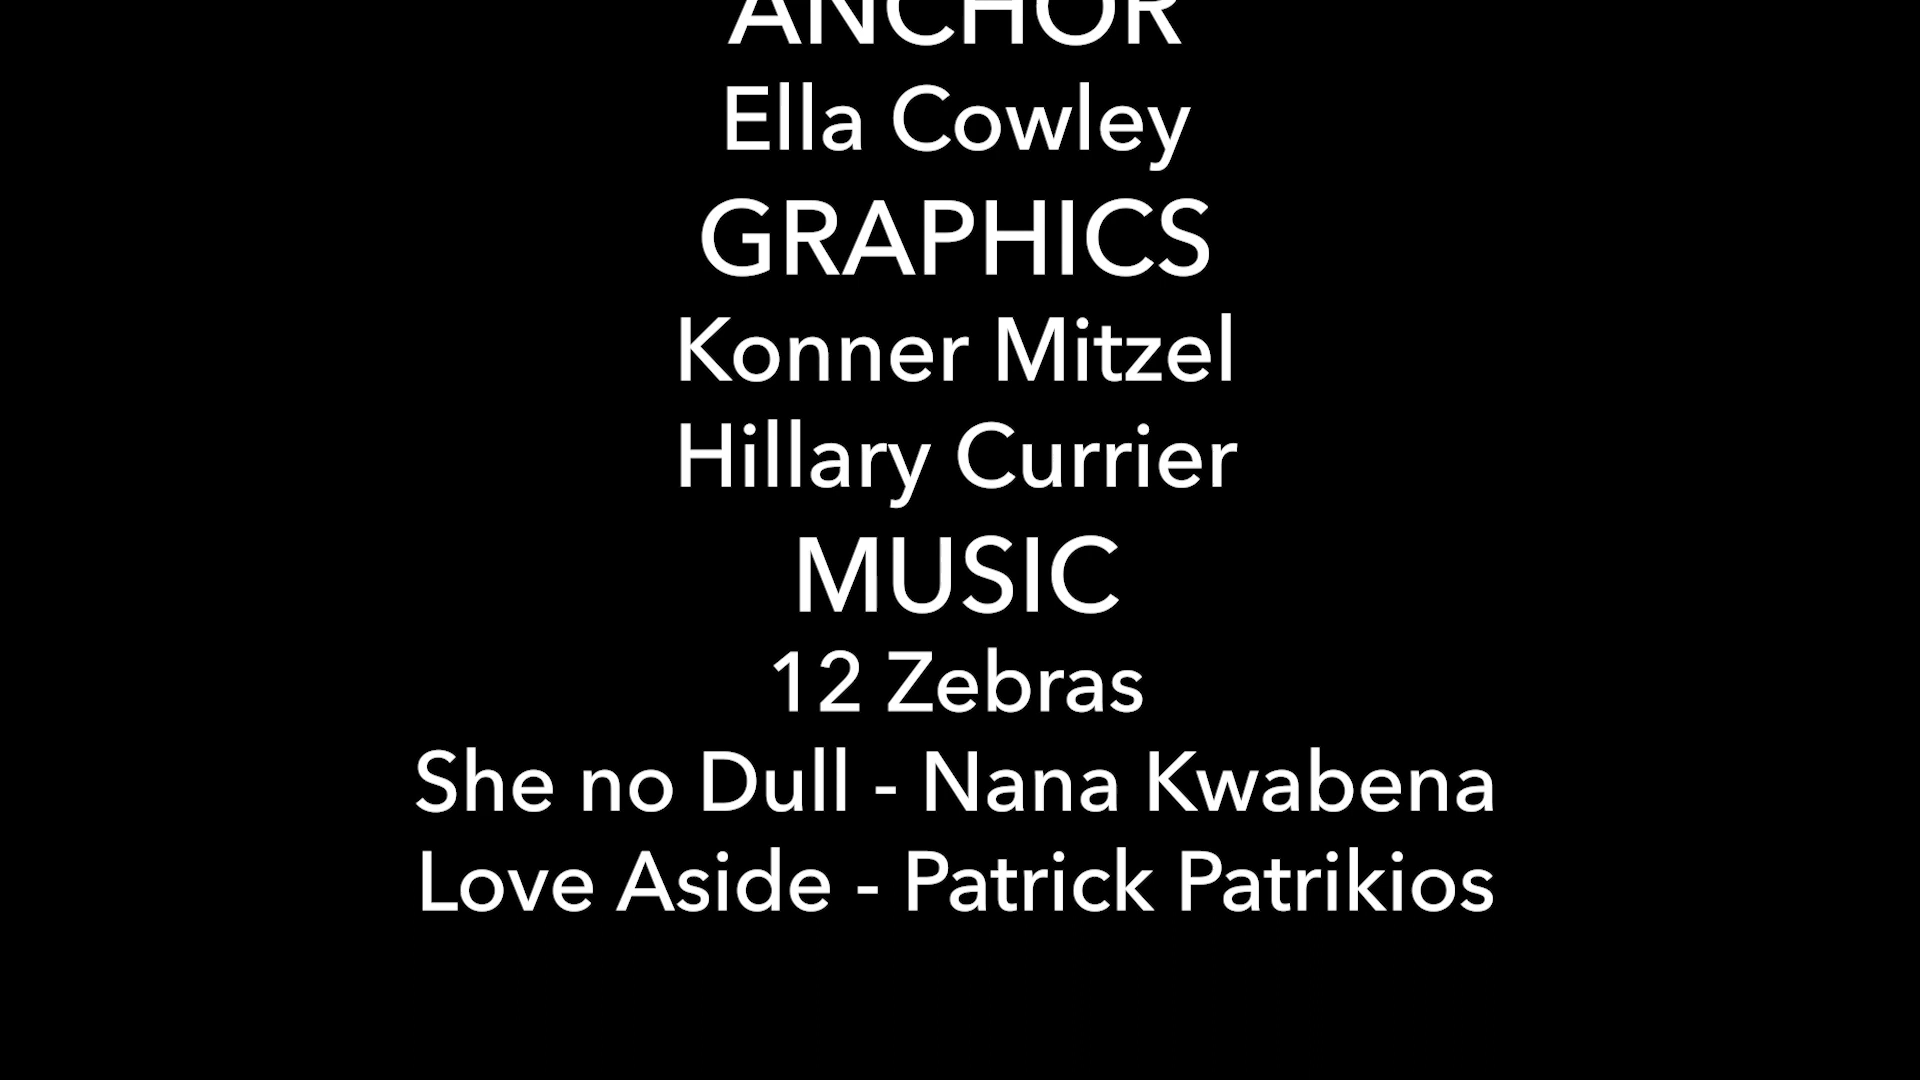 ANCHOR
Ella Cowley
GRAPHICS
Konner Mitzel
Hillary Currier
MUSIC
12 Zebras
She no Dull - Nana Kwabena
Love Aside - Patrick Patrikios